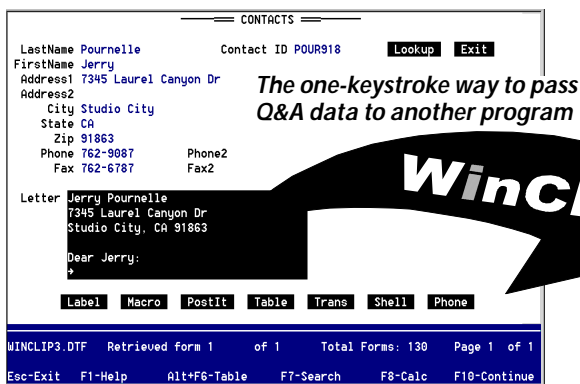 CONTACTS
LastName Pournelle Contact ID POUR918 Lookup Exit
FirstName Jerry
Address1 7345 Laurel Canyon Dr
Address2
City Studio City
State CA
Zip 91863
Phone 762-9087 Phone2
Fax 762-6787 Fax2
The one-keystroke way to pass
Q&A data to another program
WinCl
Letter Jerry Pournelle
7345 Laurel Canyon Dr
Studio City, CA 91863
Dear Jerry:
Label Macro PostIt Table Trans Shell Phone
WINCLIP3.DTF Retrieved form 1 of 1 Total Forms: 130 Page 1 of 1
Esc-Exit F1-Help Alt+F6-Table F7-Search F8-Calc F10-Continue